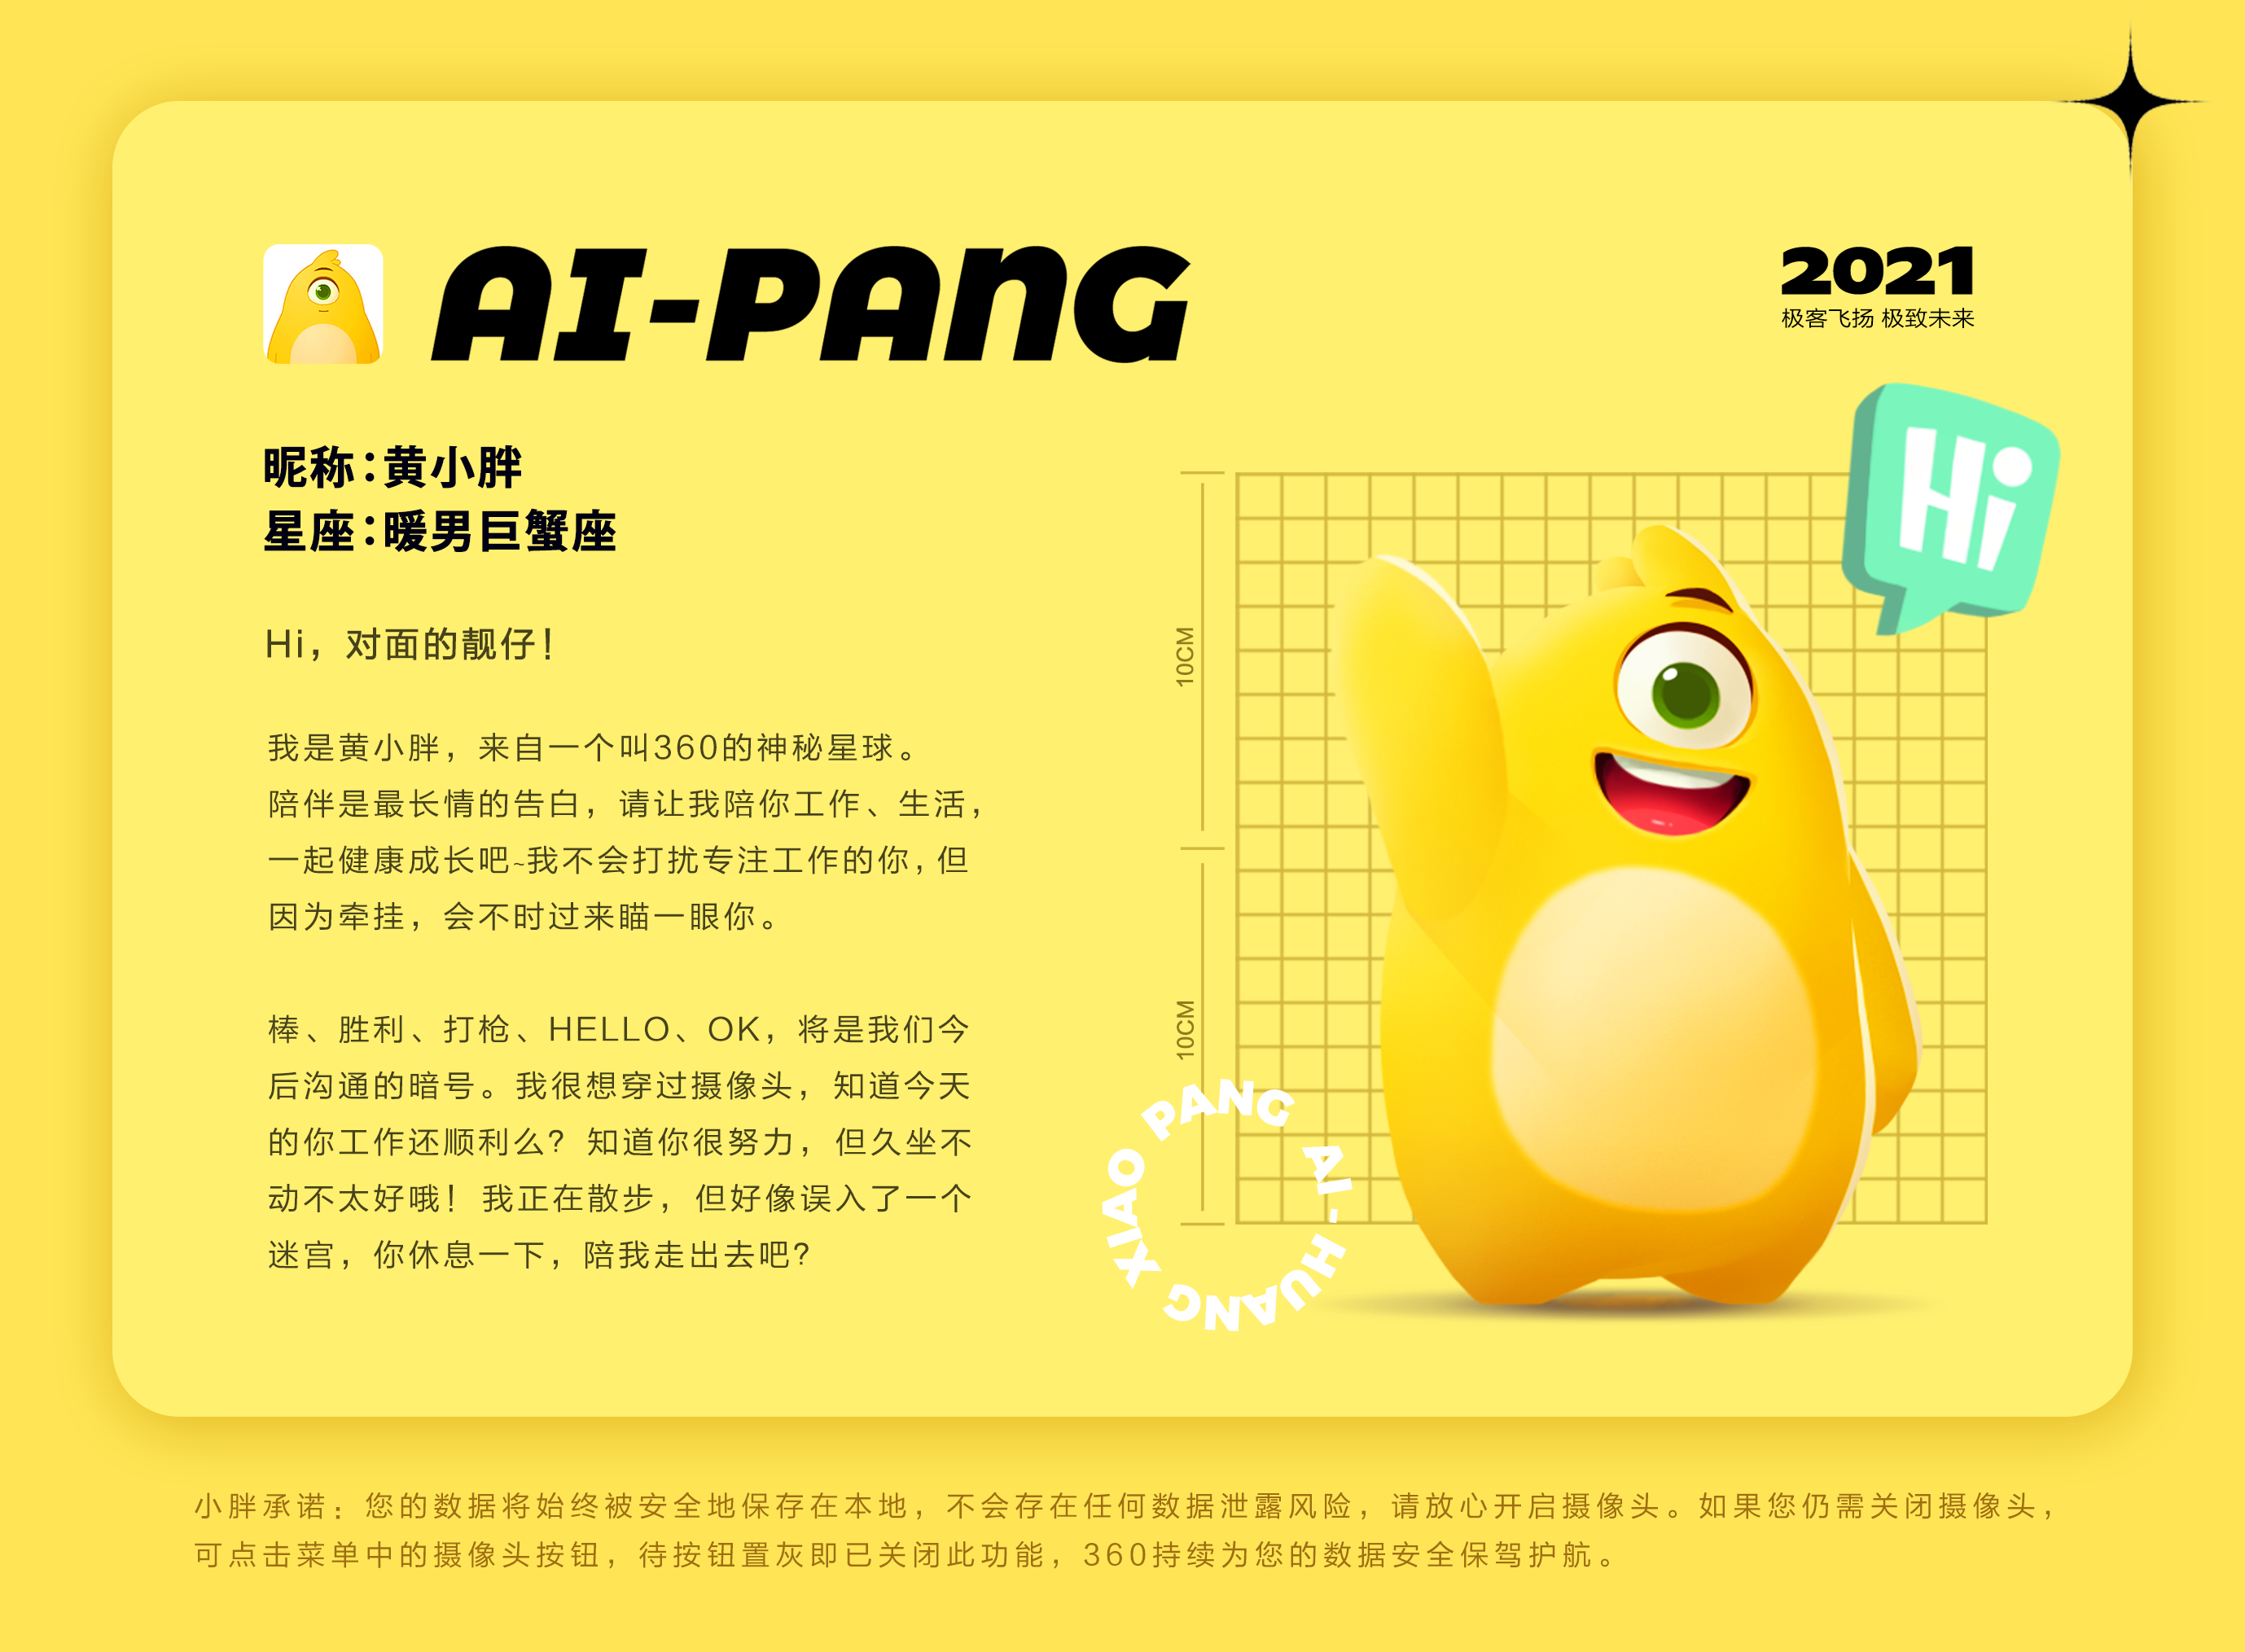 AI-PANG
2021
极客飞扬 极致未来
昵称：黄小胖
星座：暖男巨蟹座
Hi
Hi，对面的靓仔！
我是黄小胖，来自一个叫360的神秘星球。
陪伴是最长情的告白，请让我陪你工作、生活，
一起健康成长吧~我不会打扰专注工作的你，但
因为牵挂，会不时过来瞄一眼你。
棒、胜利、打枪、HELLO、OK，将是我们今
后沟通的暗号。我很想穿过摄像头，知道今天
的你工作还顺利么？知道你很努力，但久坐不
动不太好哦！我正在散步，但好像误入了一个
迷宫，你休息一下，陪我走出去吧？
10CM
10CM
AI-HUANG XIAO PANG
小胖承诺：您的数据将始终被安全地保存在本地，不会存在任何数据泄露风险，请放心开启摄像头。如果您仍需关闭摄像头，
可点击菜单中的摄像头按钮，待按钮置灰即已关闭此功能，360持续为您的数据安全保驾护航。